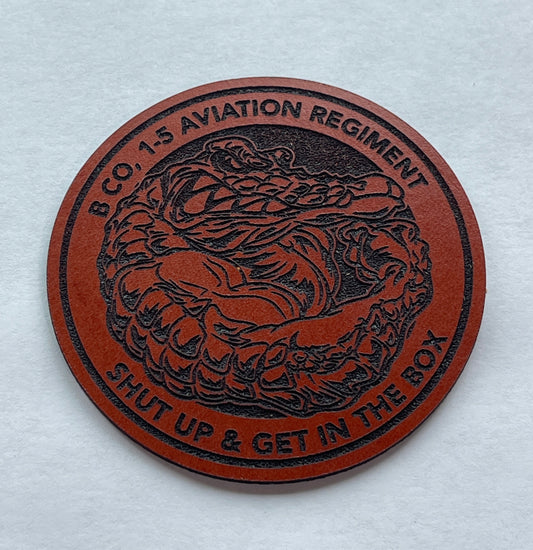 B CO, 1-5 AVIATION REGIMENT
SHUT UP & GET IN THE BOX